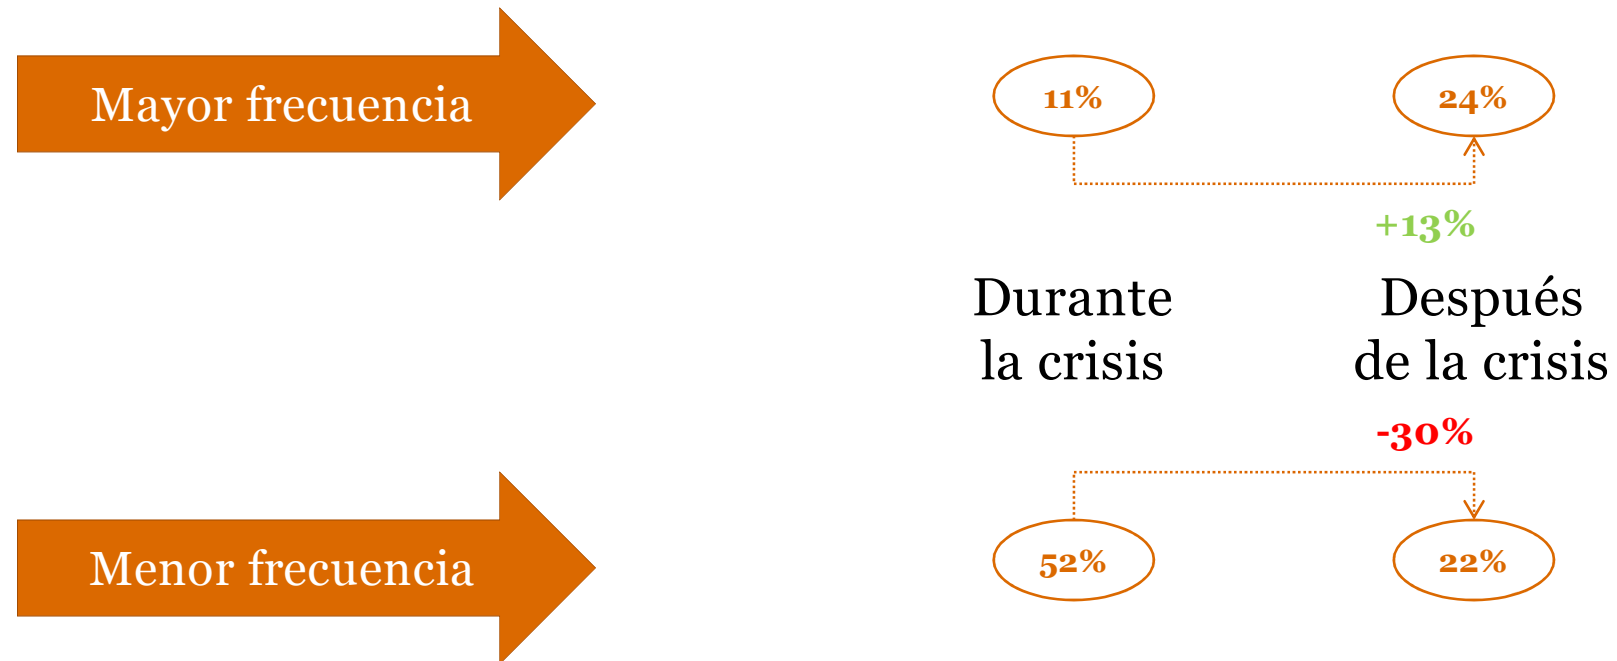 Mayor frecuencia
11%
24%
+13%
Durante
la crisis
Después
de la crisis
-30%
Menor frecuencia
52%
22%